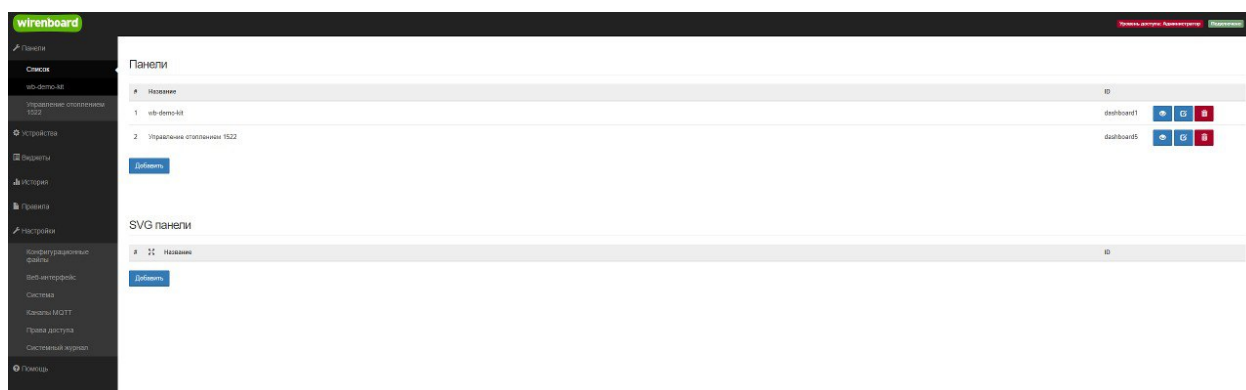 wirenboard
Уровень доступа: Администратор
Подключено
Панели
Список
wb-demo-kit
Управление отоплением
1522
Устройства
Виджеты
История
Правила
Настройки
Конфигурационные
файлы
Веб-интерфейс
Система
Каналы MQTT
Права доступа
Системный журнал
Помощь
Панели
# Название ID
1 wb-demo-kit dashboard1
2 Управление отоплением 1522 dashboard5
Добавить
SVG панели
# Название ID
Добавить